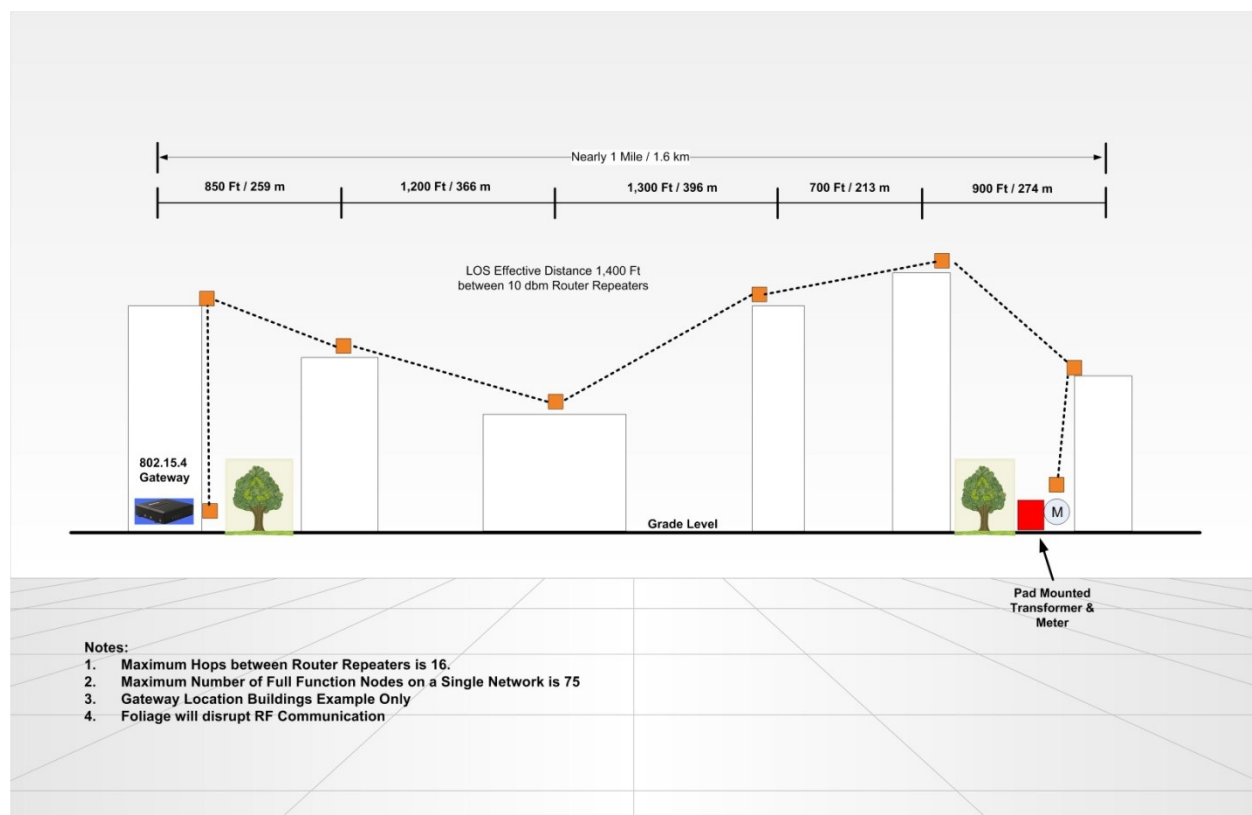 Nearly 1 Mile / 1.6 km
850 Ft / 259 m
1,200 Ft / 366 m
1,300 Ft / 396 m
700 Ft / 213 m
900 Ft / 274 m
LOS Effective Distance 1,400 Ft
between 10 dbm Router Repeaters
802.15.4
Gateway
Grade Level
M
Pad Mounted
Transformer &
Meter
Notes:
1. Maximum Hops between Router Repeaters is 16.
2. Maximum Number of Full Function Nodes on a Single Network is 75
3. Gateway Location Buildings Example Only
4. Foliage will disrupt RF Communication